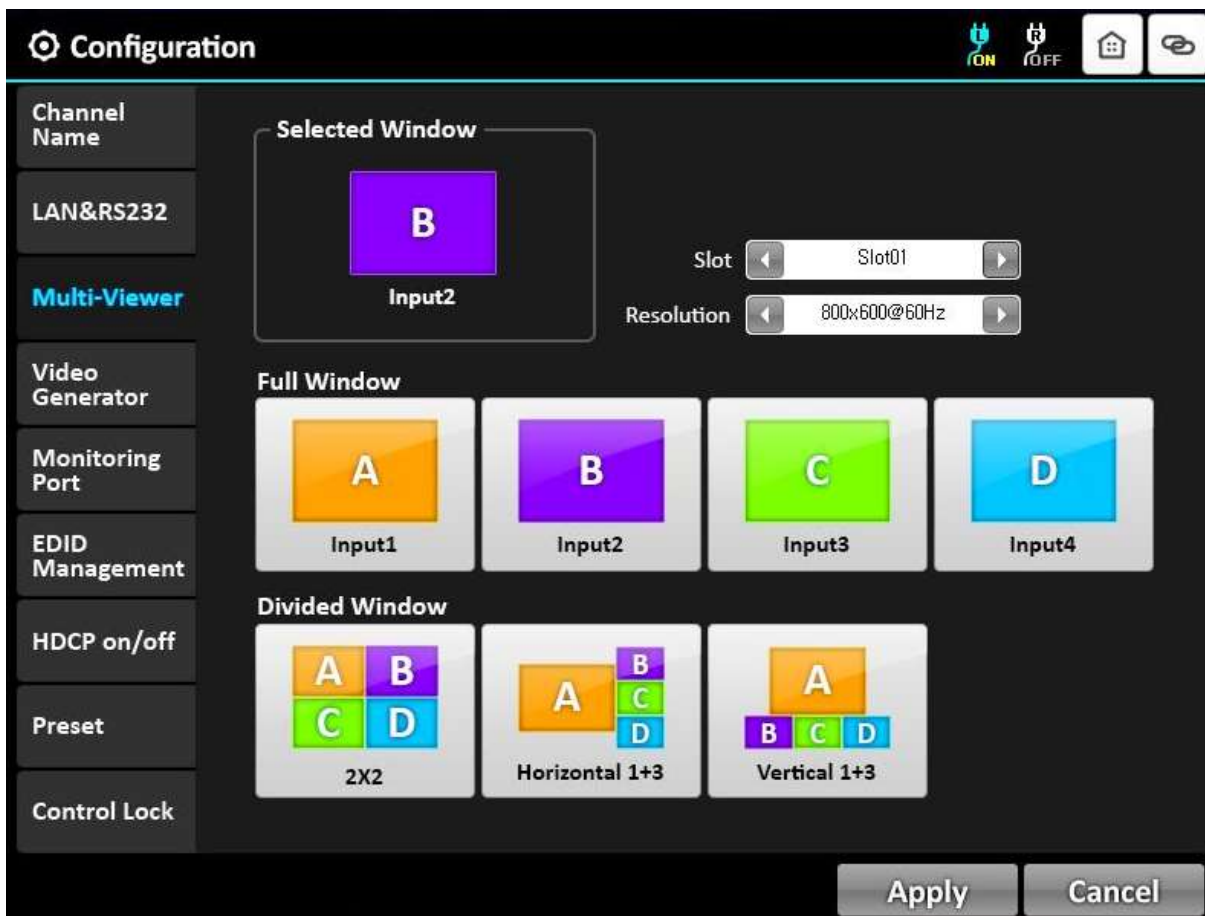 Configuration
L
ON
R
OFF
Channel
Name
LAN&RS232
Multi-Viewer
Video
Generator
Monitoring
Port
EDID
Management
HDCP on/off
Preset
Control Lock
Selected Window
B
Input2
Slot
Slot01
Resolution
800x600@60Hz
Full Window
A
B
C
D
Input1
Input2
Input3
Input4
Divided Window
A B
C D
2X2
A
B
C
D
Horizontal 1+3
A
B C D
Vertical 1+3
Apply
Cancel